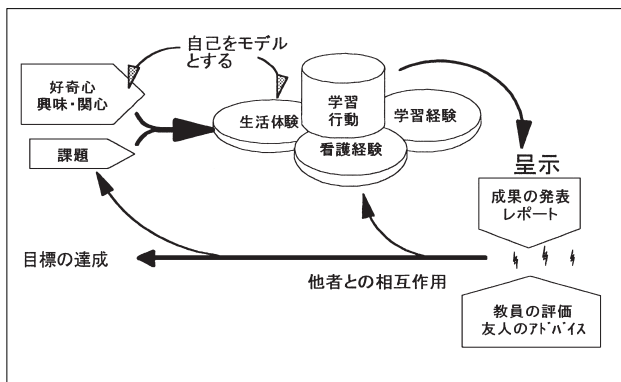 自己をモデル
とする
好奇心
興味・関心
課題
生活体験
学習
行動
学習経験
看護経験
呈示
成果の発表
レポート
目標の達成
他者との相互作用
教員の評価
友人のｱﾄﾞﾊﾞｲｽ